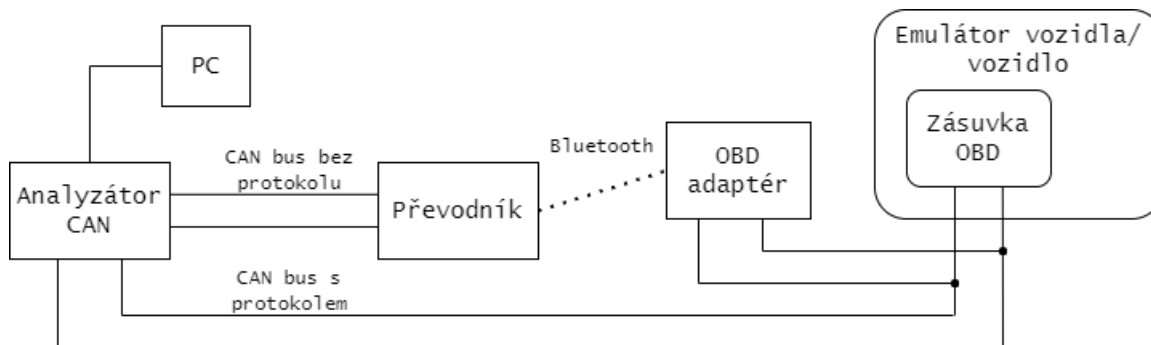 Emulátor vozidla/
vozidlo
PC
Zásuvka
OBD
Bluetooth
OBD
adaptér
CAN bus bez
protokolu
Analyzátor
CAN
Převodník
CAN bus s
protokolem